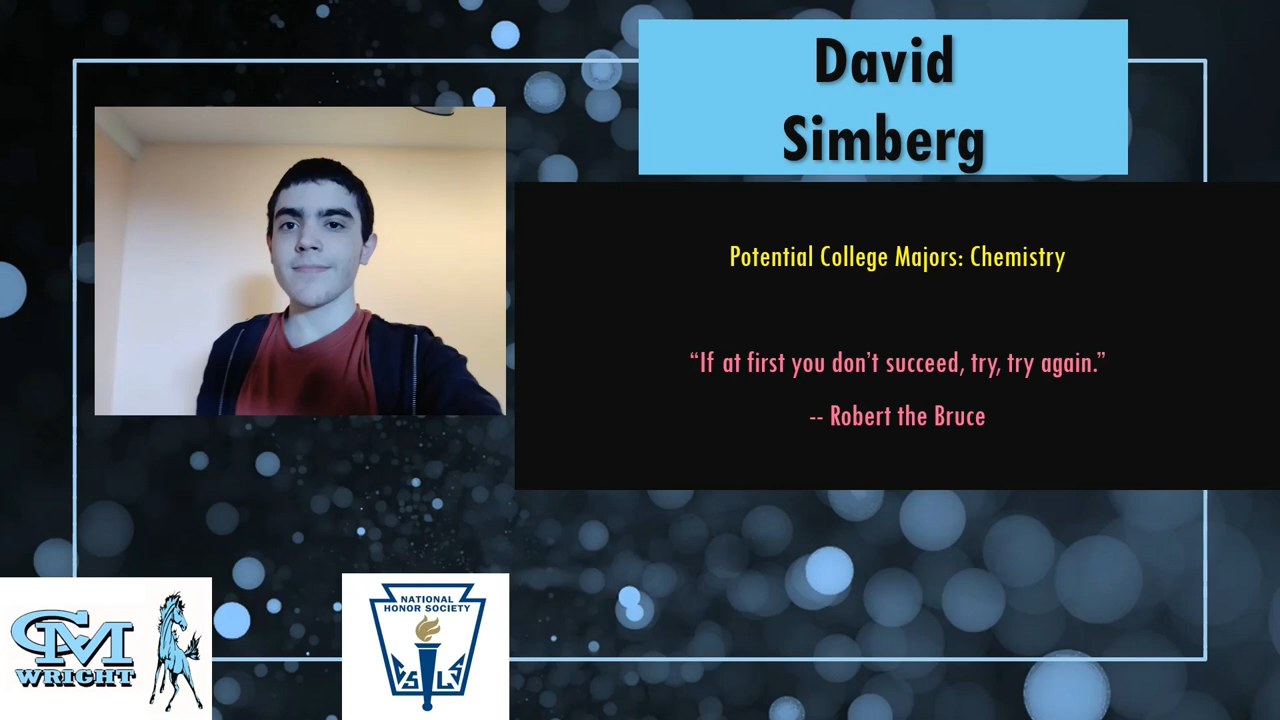 David
Simberg
Potential College Majors: Chemistry
“If at first you don’t succeed, try, try again.”
-- Robert the Bruce
CM
WRIGHT
NATIONAL
HONOR SOCIETY
C S L S